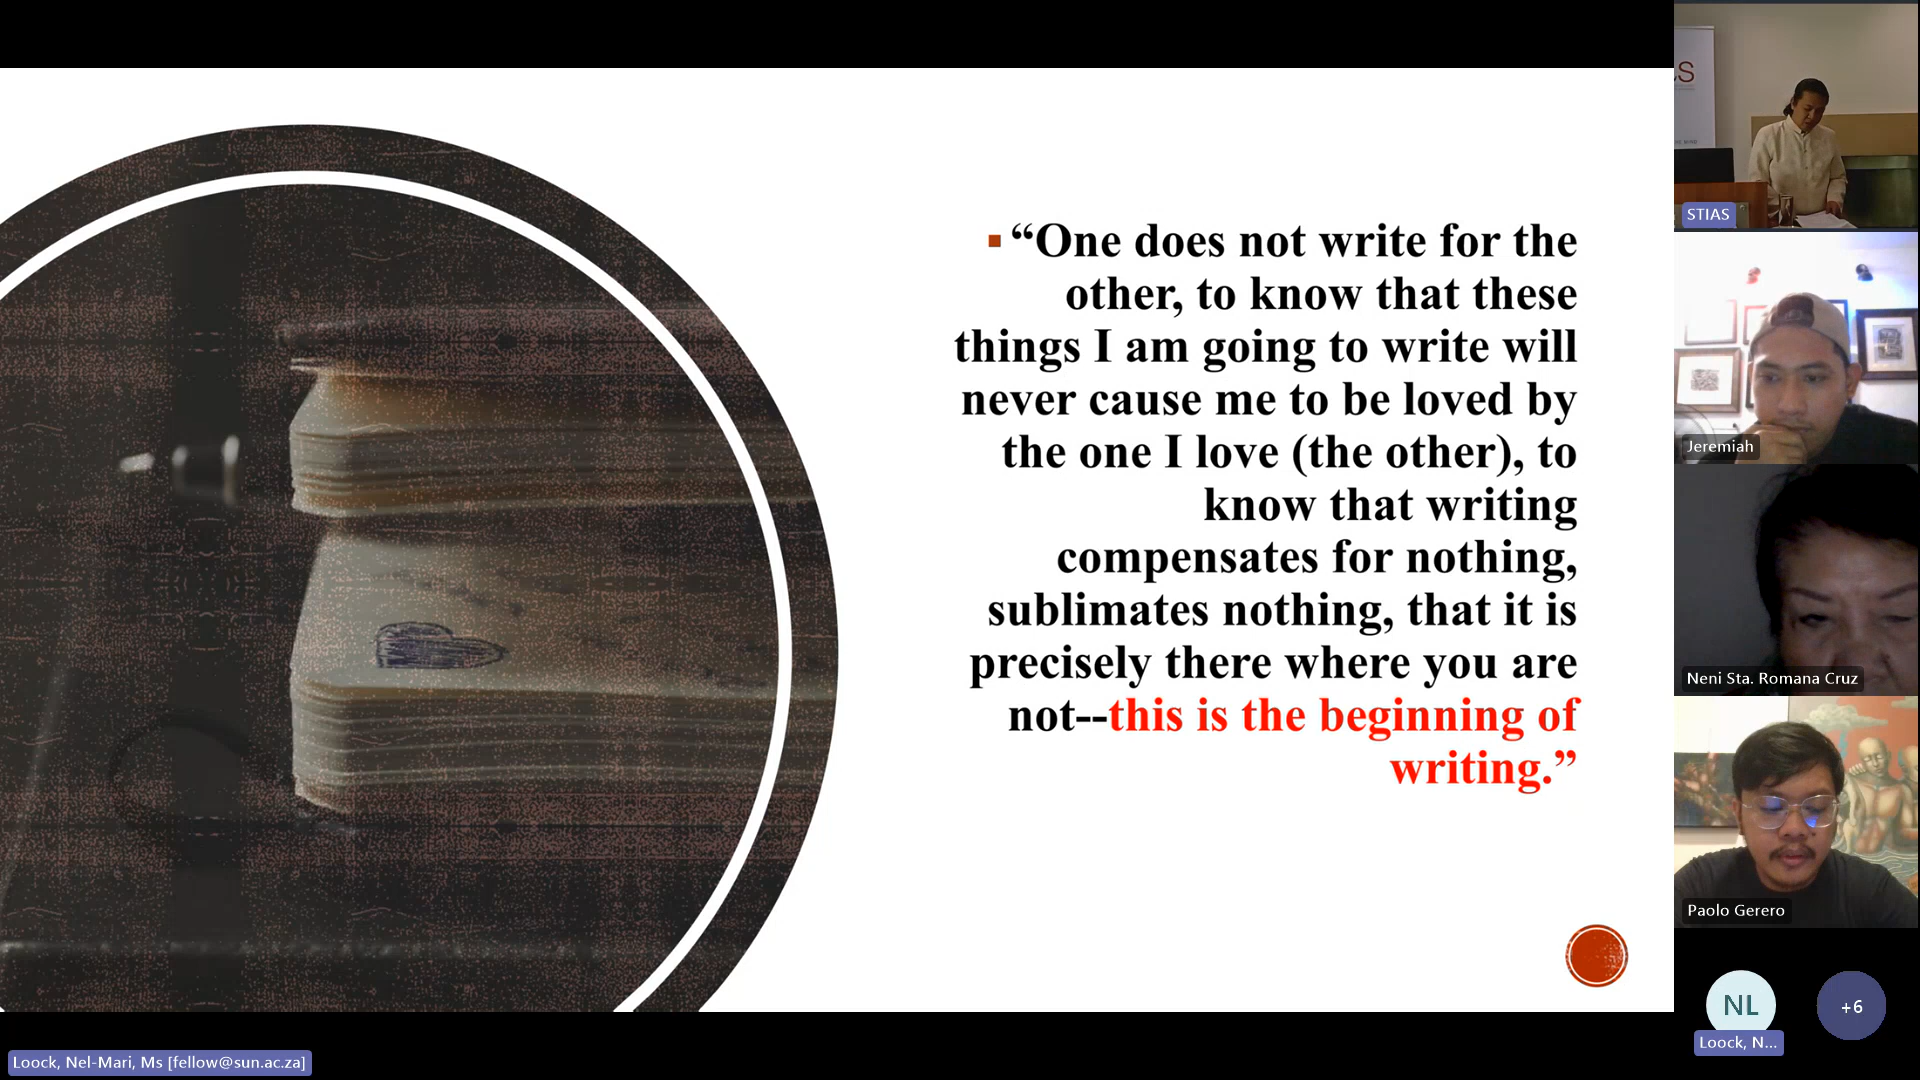 “One does not write for the
other, to know that these
things I am going to write will
never cause me to be loved by
the one I love (the other), to
know that writing
compensates for nothing,
sublimates nothing, that it is
precisely there where you are
not--this is the beginning of
writing.”
STIAS
Jeremiah
Neni Sta. Romana Cruz
Paolo Gerero
NL
Loock, N...
+6
Loock, Nel-Mari, Ms [fellow@sun.ac.za]